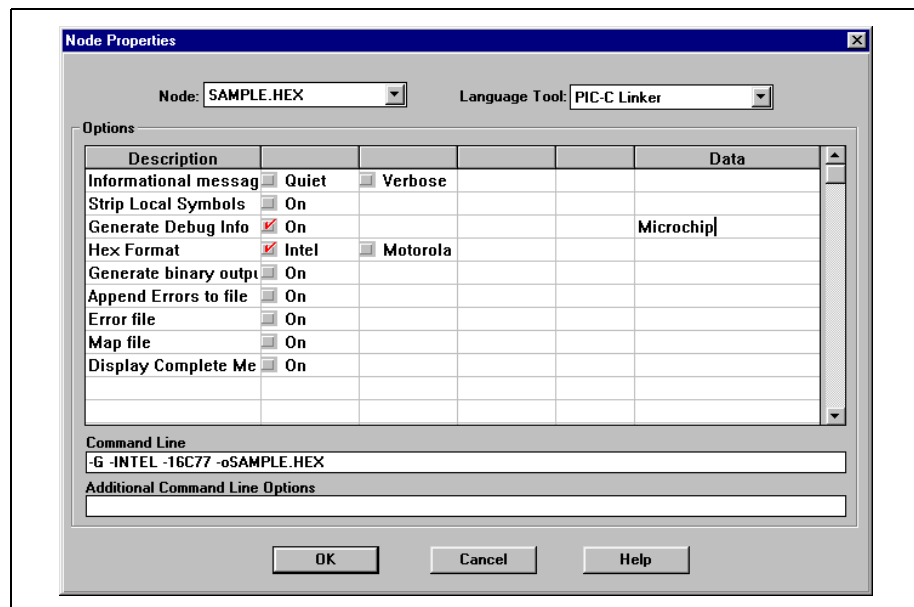 Node Properties
Node: SAMPLE.HEX Language Tool: PIC-C Linker
Options
Description Data
Informational messag Quiet Verbose
Strip Local Symbols On
Generate Debug Info On Microchip
Hex Format Intel Motorola
Generate binary outpu On
Append Errors to file On
Error file On
Map file On
Display Complete Me On
Command Line
-G -INTEL -16C77 -oSAMPLE.HEX
Additional Command Line Options
OK Cancel Help